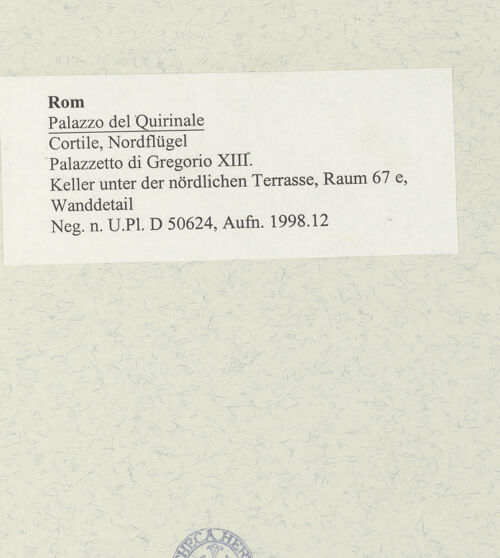 Rom
Palazzo del Quirinale
Cortile, Nordflügel
Palazzetto di Gregorio XIII.
Keller unter der nördlichen Terrasse, Raum 67 e,
Wanddetail
Neg. n. U.Pl. D 50624, Aufn. 1998.12